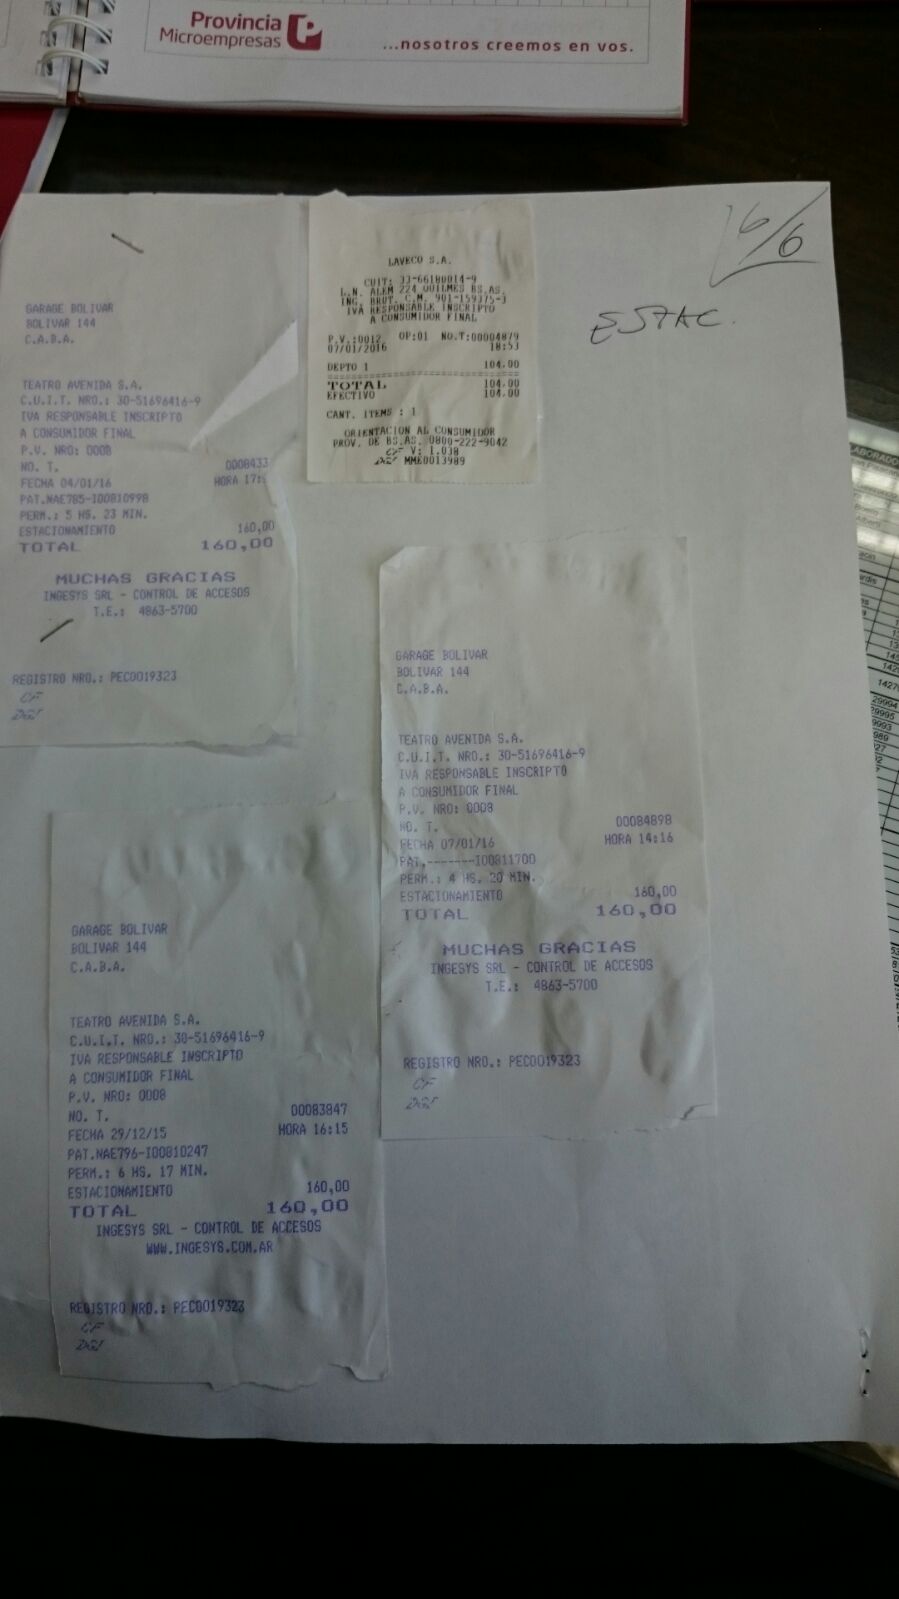 Provincia
Microempresas
...nosotros creemos en vos.
6/6
ESTAC.
LAVECO S.A.
CUIT: 33-66180014-9
L.N. ALEM 224 QUILMES BS.AS.
ING. BRUT. C.M. 901-159375-3
IVA RESPONSABLE INSCRIPTO
A CONSUMIDOR FINAL
P.V.:0012 OP:01 NO.T:00004879
07/01/2016 18:53
DEPTO 1 104.00
TOTAL 104.00
EFECTIVO 104.00
CANT. ITEMS : 1
ORIENTACION AL CONSUMIDOR
PROV. DE BS.AS. 0800-222-9042
CF V: 1.03B
DGI MME0013989
GARAGE BOLIVAR
BOLIVAR 144
C.A.B.A.
TEATRO AVENIDA S.A.
C.U.I.T. NRO.: 30-51696416-9
IVA RESPONSABLE INSCRIPTO
A CONSUMIDOR FINAL
P.V. NRO: 0008
NO. T. 0008433
FECHA 04/01/16 HORA 17:
PAT.NAE785-I00810998
PERM.: 5 HS. 23 MIN.
ESTACIONAMIENTO 160,00
TOTAL 160,00
MUCHAS GRACIAS
INGESYS SRL - CONTROL DE ACCESOS
T.E.: 4863-5700
REGISTRO NRO.: PEC0019323
CF
DGI
GARAGE BOLIVAR
BOLIVAR 144
C.A.B.A.
TEATRO AVENIDA S.A.
C.U.I.T. NRO.: 30-51696416-9
IVA RESPONSABLE INSCRIPTO
A CONSUMIDOR FINAL
P.V. NRO: 0008
NO. T. 00084898
FECHA 07/01/16 HORA 14:16
PAT.-------I00811700
PERM.: 4 HS. 20 MIN.
ESTACIONAMIENTO 160,00
TOTAL 160,00
MUCHAS GRACIAS
INGESYS SRL - CONTROL DE ACCESOS
T.E.: 4863-5700
REGISTRO NRO.: PEC0019323
CF
DGI
GARAGE BOLIVAR
BOLIVAR 144
C.A.B.A.
TEATRO AVENIDA S.A.
C.U.I.T. NRO.: 30-51696416-9
IVA RESPONSABLE INSCRIPTO
A CONSUMIDOR FINAL
P.V. NRO: 0008
NO. T. 00083847
FECHA 29/12/15 HORA 16:15
PAT.NAE796-I00810247
PERM.: 6 HS. 17 MIN.
ESTACIONAMIENTO 160,00
TOTAL 160,00
INGESYS SRL - CONTROL DE ACCESOS
WWW.INGESYS.COM.AR
REGISTRO NRO.: PEC0019323
CF
DGI